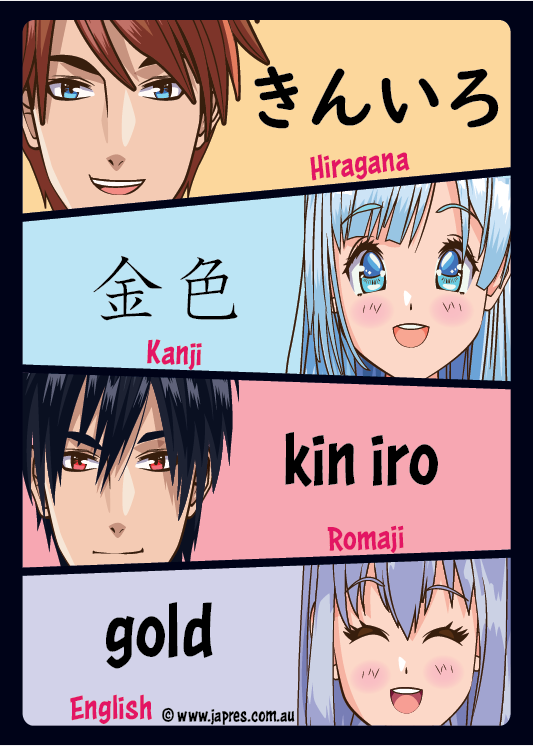 きんいろ
Hiragana
金色
Kanji
kin iro
Romaji
gold
English © www.japres.com.au